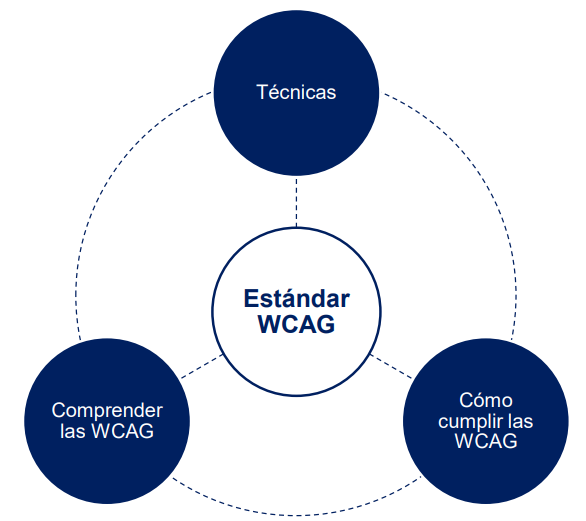 Técnicas
Estándar
WCAG
Comprender
las WCAG
Cómo
cumplir las
WCAG